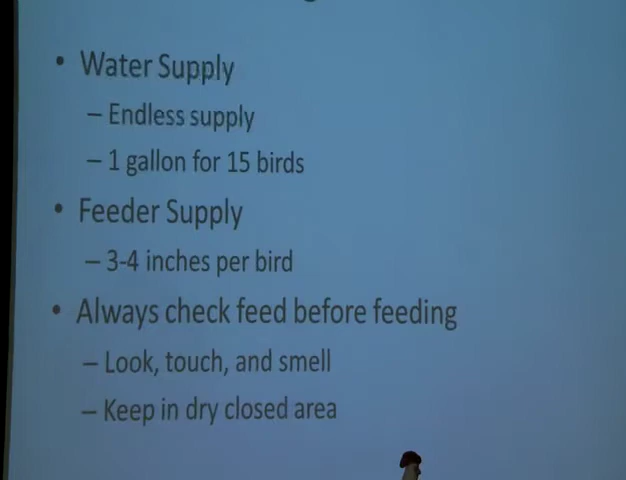 • Water Supply
– Endless supply
– 1 gallon for 15 birds
• Feeder Supply
– 3-4 inches per bird
• Always check feed before feeding
– Look, touch, and smell
– Keep in dry closed area